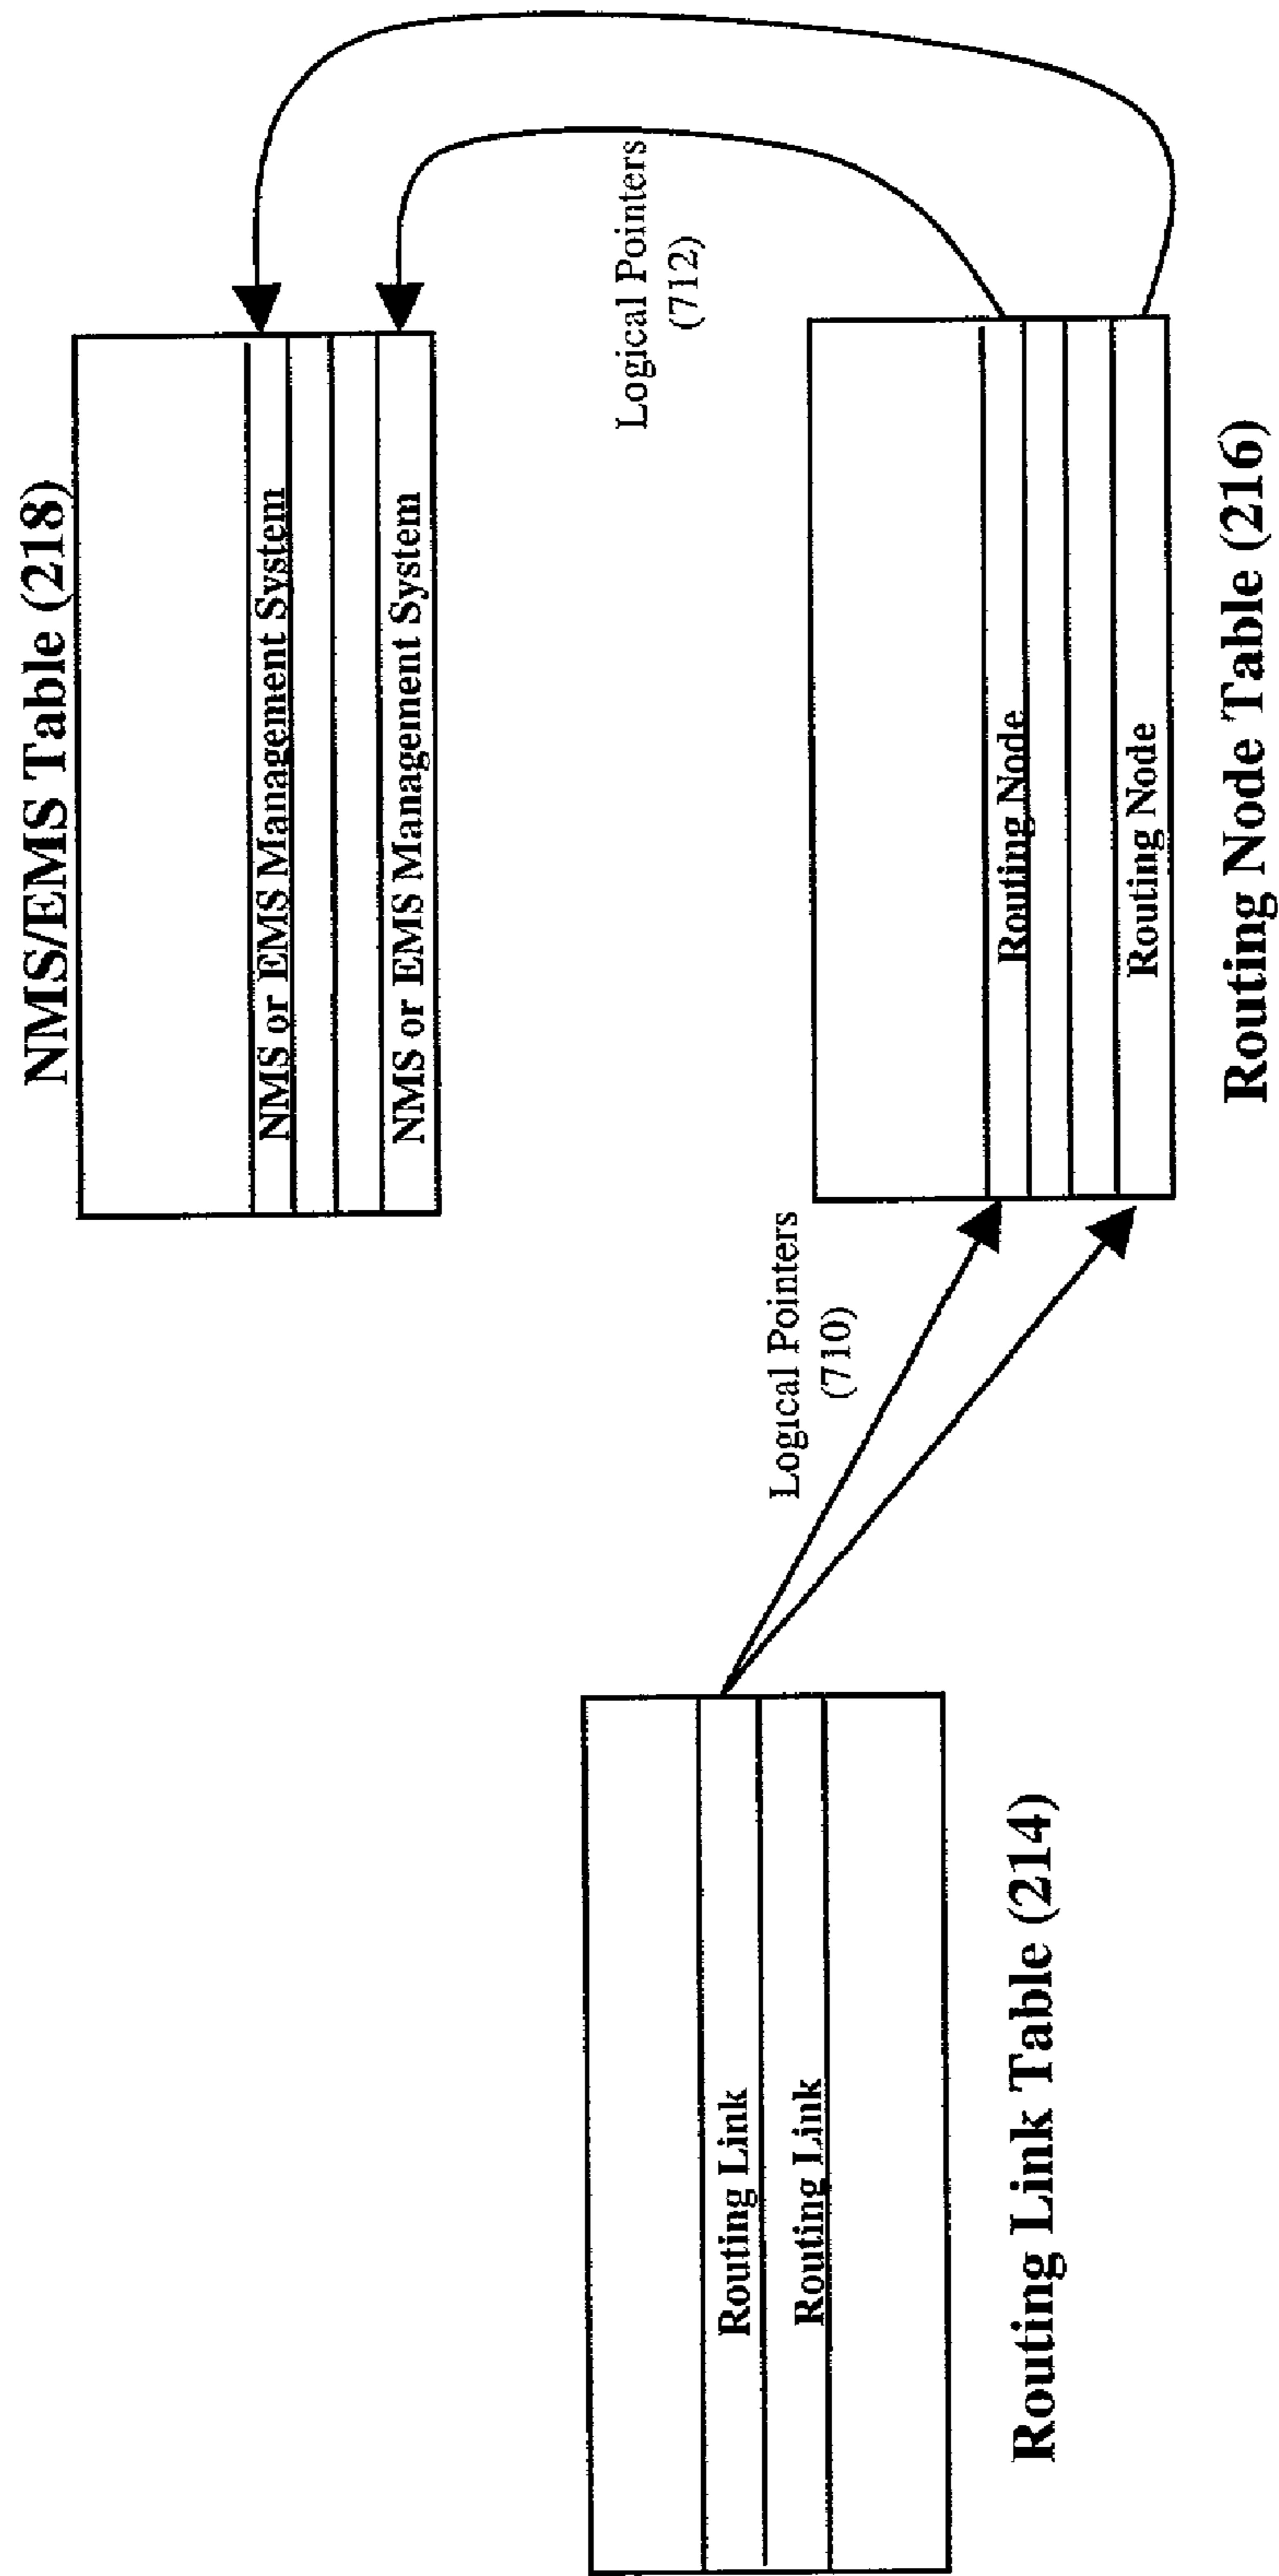 NMS/EMS Table (218)
NMS or EMS Management System
NMS or EMS Management System
Logical Pointers
(712)
Logical Pointers
(710)
Routing Link
Routing Link
Routing Link Table (214)
Routing Node
Routing Node
Routing Node Table (216)